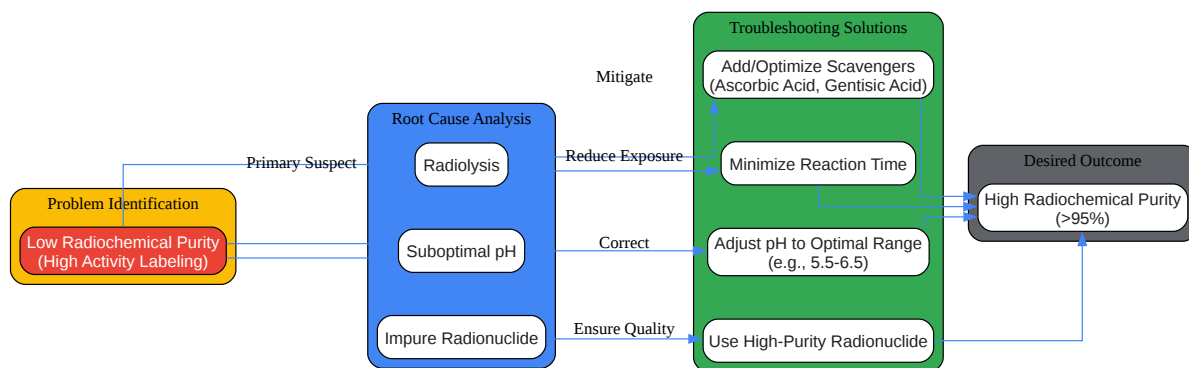 Problem Identification
Low Radiochemical Purity
(High Activity Labeling)
Primary Suspect
Root Cause Analysis
Radiolysis
Suboptimal pH
Impure Radionuclide
Mitigate
Reduce Exposure
Correct
Ensure Quality
Troubleshooting Solutions
Add/Optimize Scavengers
(Ascorbic Acid, Gentisic Acid)
Minimize Reaction Time
Adjust pH to Optimal Range
(e.g., 5.5-6.5)
Use High-Purity Radionuclide
Desired Outcome
High Radiochemical Purity
(>95%)